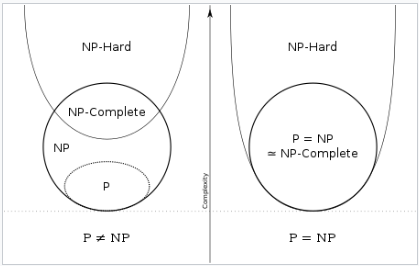 NP-Hard
NP-Complete
NP
P
P ≠ NP
Complexity
NP-Hard
P = NP
≃ NP-Complete
P = NP